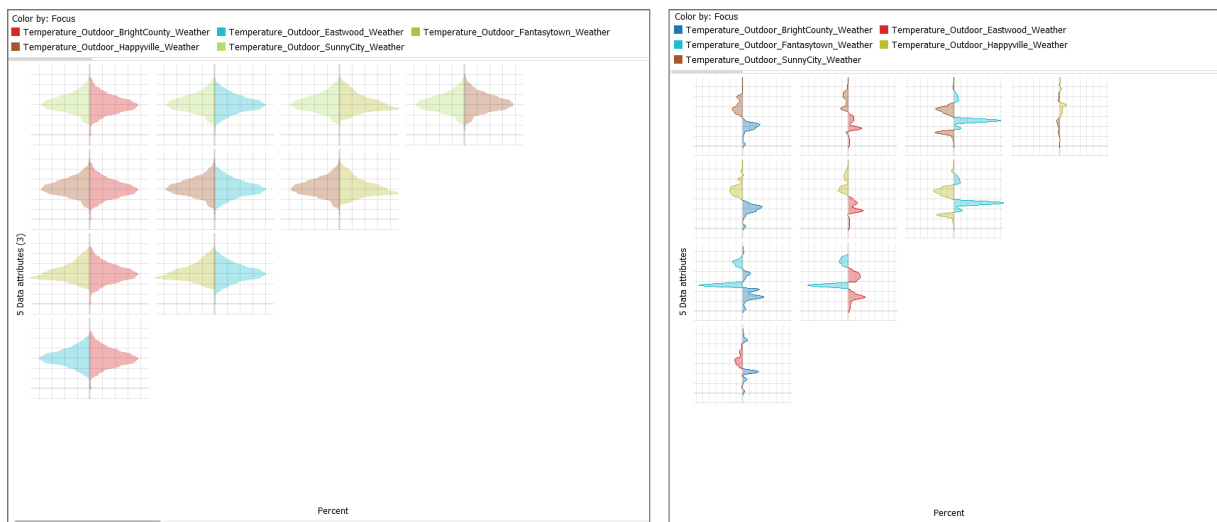 Color by: Focus
Temperature_Outdoor_BrightCounty_Weather Temperature_Outdoor_Eastwood_Weather Temperature_Outdoor_Fantasytown_Weather
Temperature_Outdoor_Happyville_Weather Temperature_Outdoor_SunnyCity_Weather
5 Data attributes (3)
Percent
Color by: Focus
Temperature_Outdoor_BrightCounty_Weather Temperature_Outdoor_Eastwood_Weather
Temperature_Outdoor_Fantasytown_Weather Temperature_Outdoor_Happyville_Weather
Temperature_Outdoor_SunnyCity_Weather
5 Data attributes
Percent